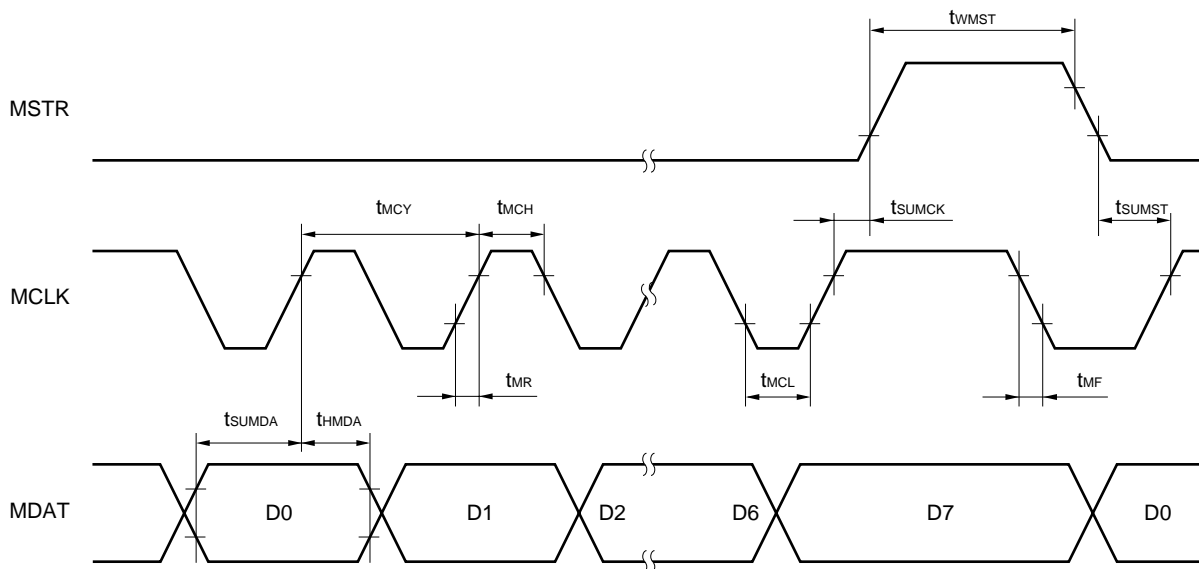 tWMST
MSTR
tMCY
tMCH
tSUMCK
tSUMST
MCLK
tMR
tMCL
tMF
tSUMDA
tHMDA
MDAT
D0
D1
D2
D6
D7
D0